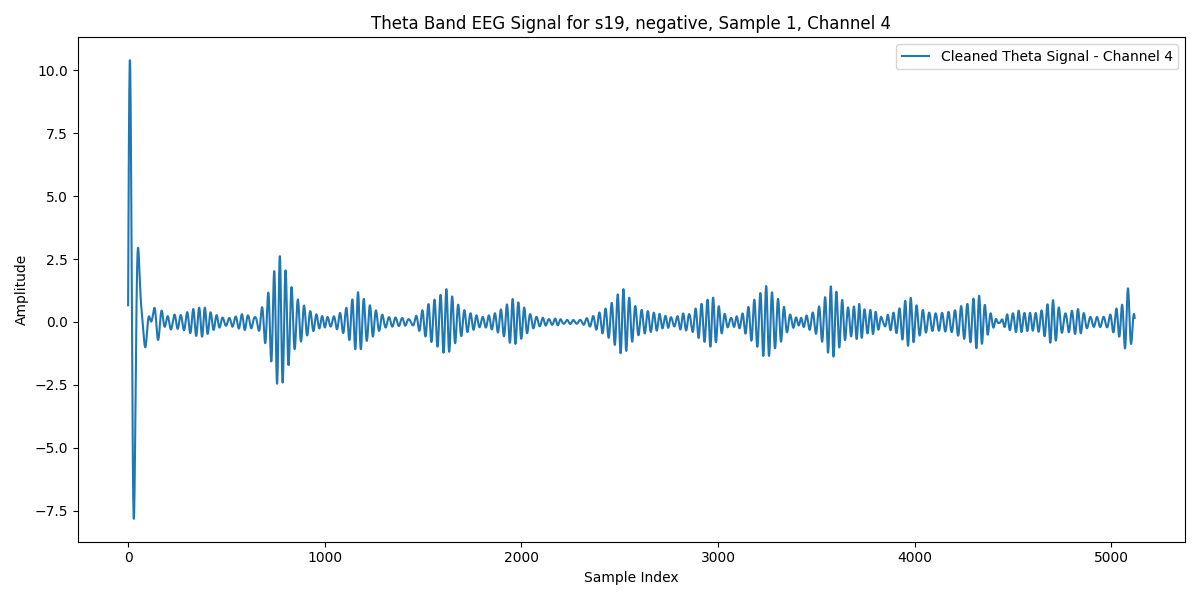 Theta Band EEG Signal for s19, negative, Sample 1, Channel 4
Cleaned Theta Signal - Channel 4
Amplitude
10.0
7.5
5.0
2.5
0.0
−2.5
−5.0
−7.5
0 1000 2000 3000 4000 5000
Sample Index